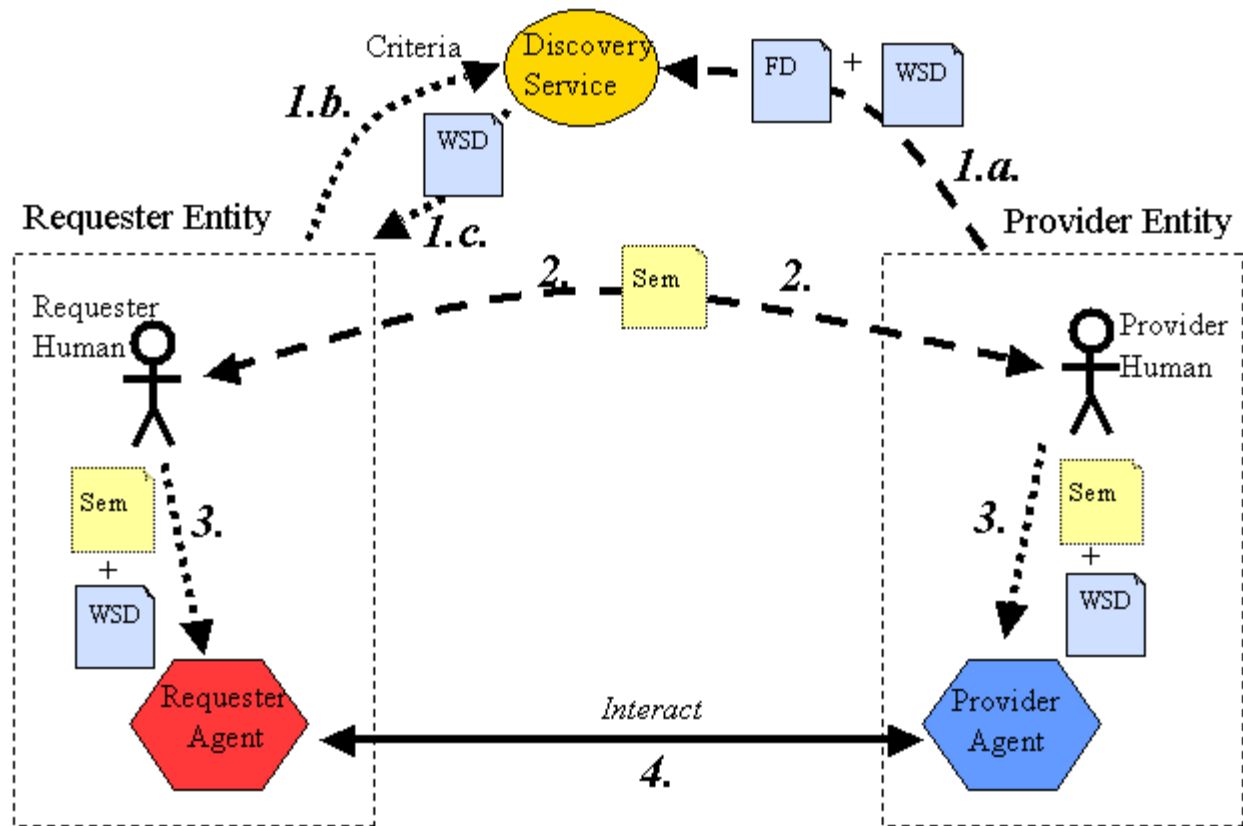 Criteria
Discovery
Service
FD
+
WSD
1.b.
WSD
1.a.
1.c.
Requester Entity
Provider Entity
2.
Sem
2.
Requester
Human
Provider
Human
Sem
3.
+
WSD
3.
Sem
+
WSD
Requester
Agent
Interact
4.
Provider
Agent